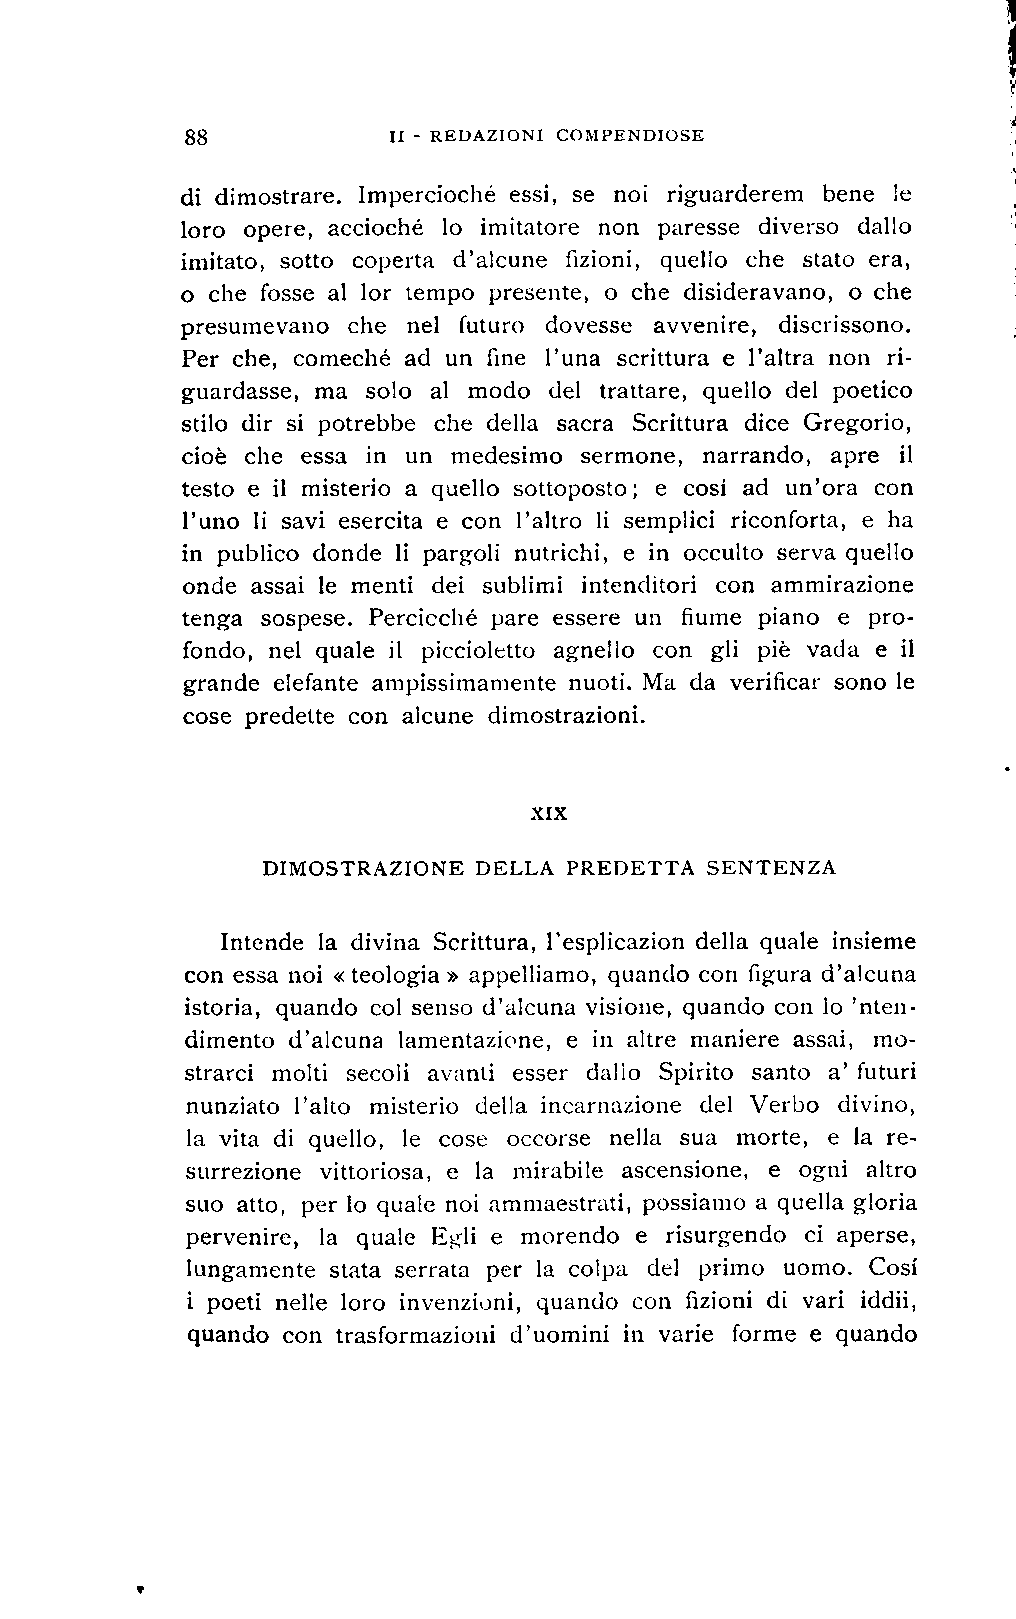 88 II - REDAZIONI COMPENDIOSE
di dimostrare. Impercioché essi, se noi riguarderem bene le
loro opere, accioché lo imitatore non paresse diverso dallo
imitato, sotto coperta d'alcune fizioni, quello che stato era,
o che fosse al lor tempo presente, o che disideravano, o che
presumevano che nel futuro dovesse avvenire, discrissono.
Per che, comeché ad un fine l'una scrittura e l'altra non ri-
guardasse, ma solo al modo del trattare, quello del poetico
stilo dir si potrebbe che della sacra Scrittura dice Gregorio,
cioè che essa in un medesimo sermone, narrando, apre il
testo e il misterio a quello sottoposto; e cosi ad un'ora con
l'uno li savi esercita e con l'altro li semplici riconforta, e ha
in publico donde li pargoli nutrichi, e in occulto serva quello
onde assai le menti dei sublimi intenditori con ammirazione
tenga sospese. Percicché pare essere un fiume piano e pro-
fondo, nel quale il piccioletto agnello con gli piè vada e il
grande elefante ampissimamente nuoti. Ma da verificar sono le
cose predette con alcune dimostrazioni.
XIX
DIMOSTRAZIONE DELLA PREDETTA SENTENZA
Intende la divina Scrittura, l'esplicazion della quale insieme
con essa noi « teologia » appelliamo, quando con figura d'alcuna
istoria, quando col senso d'alcuna visione, quando con lo 'nten-
dimento d'alcuna lamentazione, e in altre maniere assai, mo-
strarci molti secoli avanti esser dallo Spirito santo a' futuri
nunziato l'alto misterio della incarnazione del Verbo divino,
la vita di quello, le cose occorse nella sua morte, e la re-
surrezione vittoriosa, e la mirabile ascensione, e ogni altro
suo atto, per lo quale noi ammaestrati, possiamo a quella gloria
pervenire, la quale Egli e morendo e risurgendo ci aperse,
lungamente stata serrata per la colpa del primo uomo. Cosí
i poeti nelle loro invenzioni, quando con fizioni di vari iddii,
quando con trasformazioni d'uomini in varie forme e quando